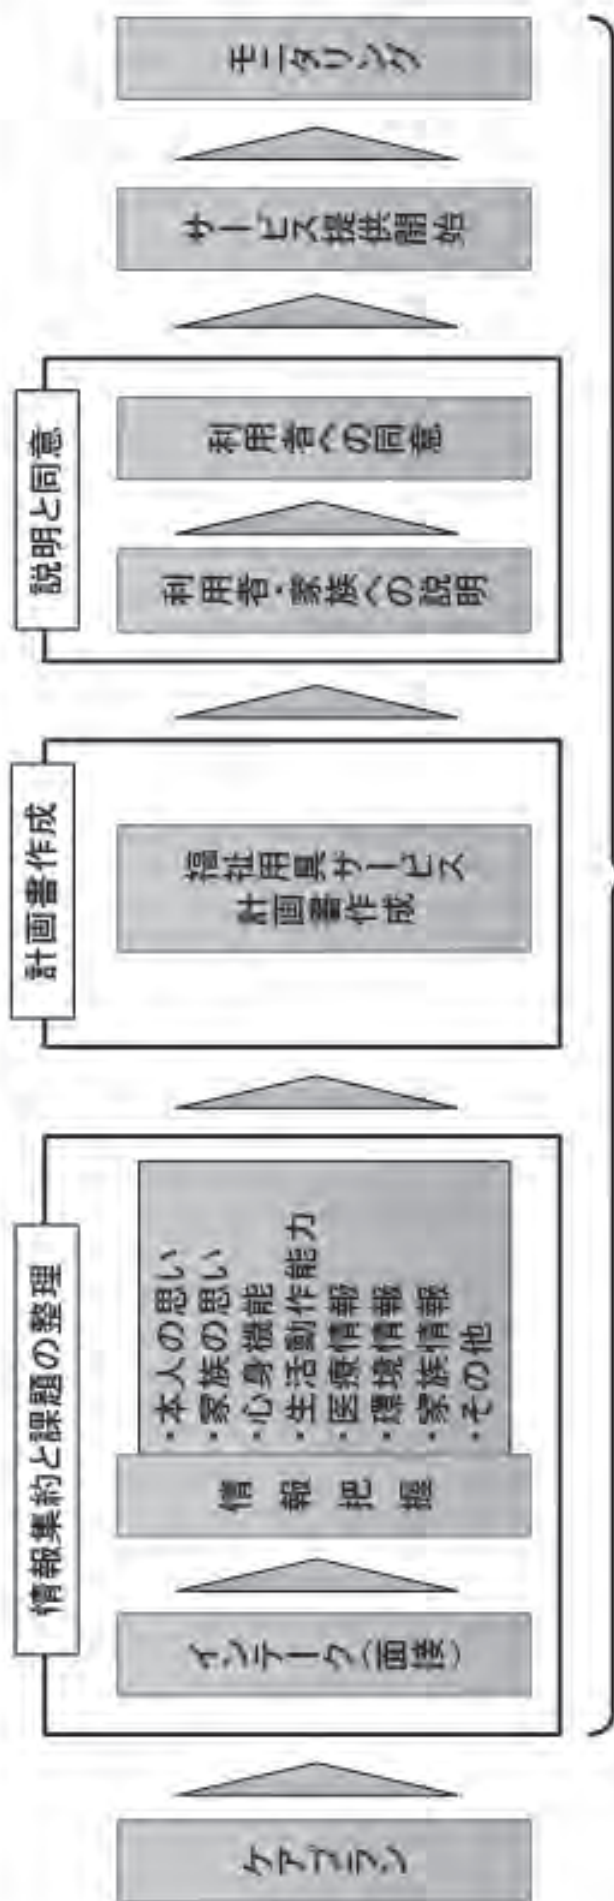 ケアプラン
情報集約と課題の整理
インテーク(面接)
情報把握
・本人の思い
・家族の思い
・心身機能
・生活動作能力
・医療情報
・環境情報
・家族情報
・その他
計画書作成
福祉用具サービス
計画書作成
説明と同意
利用者・家族への説明
利用者への同意
サービス提供開始
モニタリング